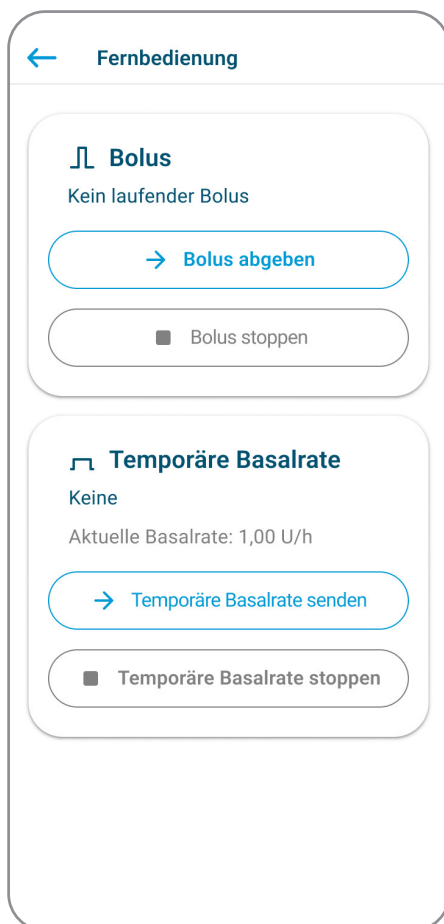 Fernbedienung
Bolus
Kein laufender Bolus
Bolus abgeben
Bolus stoppen
Temporäre Basalrate
Keine
Aktuelle Basalrate: 1,00 U/h
Temporäre Basalrate senden
Temporäre Basalrate stoppen